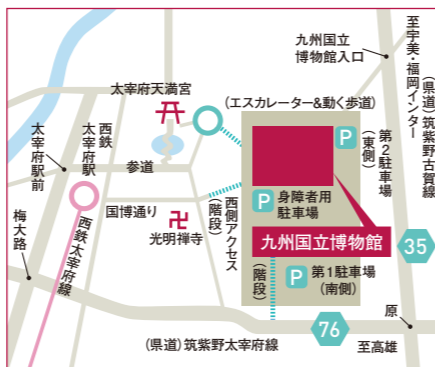 九州国立
博物館入口
至宇美・福岡インター
(県道)筑紫野古賀線
太宰府天満宮
(エスカレーター&動く歩道)
P
第2駐車場
(東側)
西鉄
太宰府駅
太宰府駅前
参道
国博通り
光明禅寺
西側アクセス
(階段)
P
身障者用
駐車場
九州国立博物館
35
梅大路
西鉄太宰府線
(階段)
P
第1駐車場
(南側)
76
原
(県道)筑紫野太宰府線
至高雄